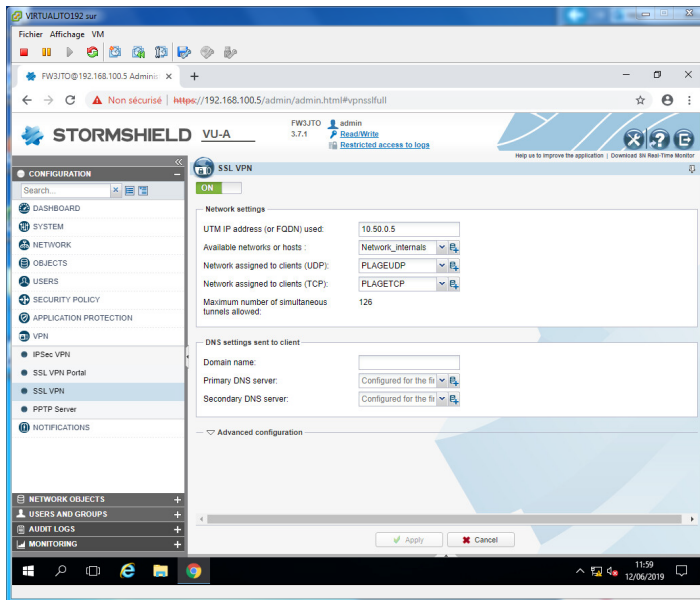 VIRTUALITO192 sur
Fichier Affichage VM
FW3JTO@192.168.100.5 Adminis
Non sécurisé | https://192.168.100.5/admin/admin.html#vpnsslfull
STORMSHIELD VU-A
FW3JTO
3.7.1
admin
Read/Write
Restricted access to logs
Help us to improve the application | Download SN Real-Time Monitor
CONFIGURATION
Search...
DASHBOARD
SYSTEM
NETWORK
OBJECTS
USERS
SECURITY POLICY
APPLICATION PROTECTION
VPN
IPSec VPN
SSL VPN Portal
SSL VPN
PPTP Server
NOTIFICATIONS
NETWORK OBJECTS
USERS AND GROUPS
AUDIT LOGS
MONITORING
SSL VPN
ON
Network settings
UTM IP address (or FQDN) used: 10.50.0.5
Available networks or hosts : Network_internals
Network assigned to clients (UDP): PLAGEUDP
Network assigned to clients (TCP): PLAGETCP
Maximum number of simultaneous 126
tunnels allowed:
DNS settings sent to client
Domain name:
Primary DNS server: Configured for the fir
Secondary DNS server: Configured for the fir
Advanced configuration
Apply
Cancel
11:59
12/06/2019